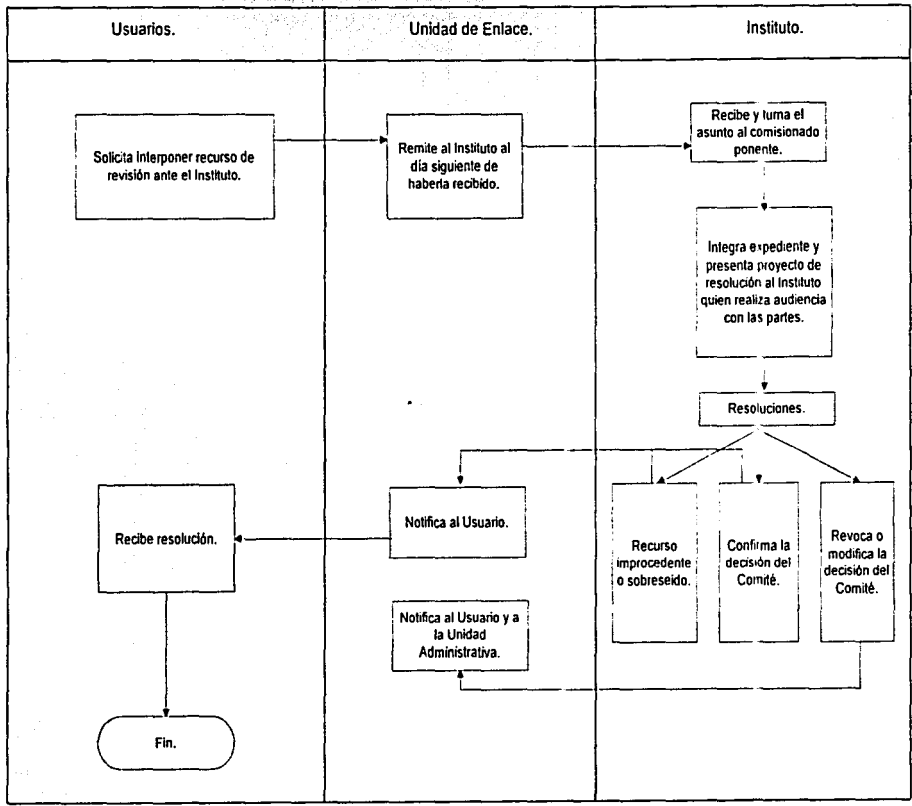 Usuarios.
Unidad de Enlace.
Instituto.
Solicita Interponer recurso de
revisión ante el Instituto.
Remite al Instituto al
día siguiente de
haberla recibido.
Recibe y turna el
asunto al comisionado
ponente.
Integra expediente y
presenta proyecto de
resolución al Instituto
quien realiza audiencia
con las partes.
Resoluciones.
Recibe resolución.
Notifica al Usuario.
Recurso
improcedente
o sobreseido.
Confirma la
decisión del
Comité.
Revoca o
modifica la
decisión del
Comité.
Notifica al Usuario y a
la Unidad
Administrativa.
Fin.